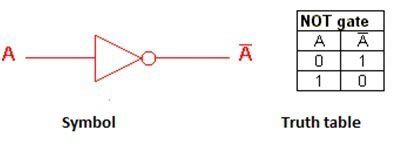 A
A̅
NOT gate
A A̅
0 1
1 0
Symbol
Truth table